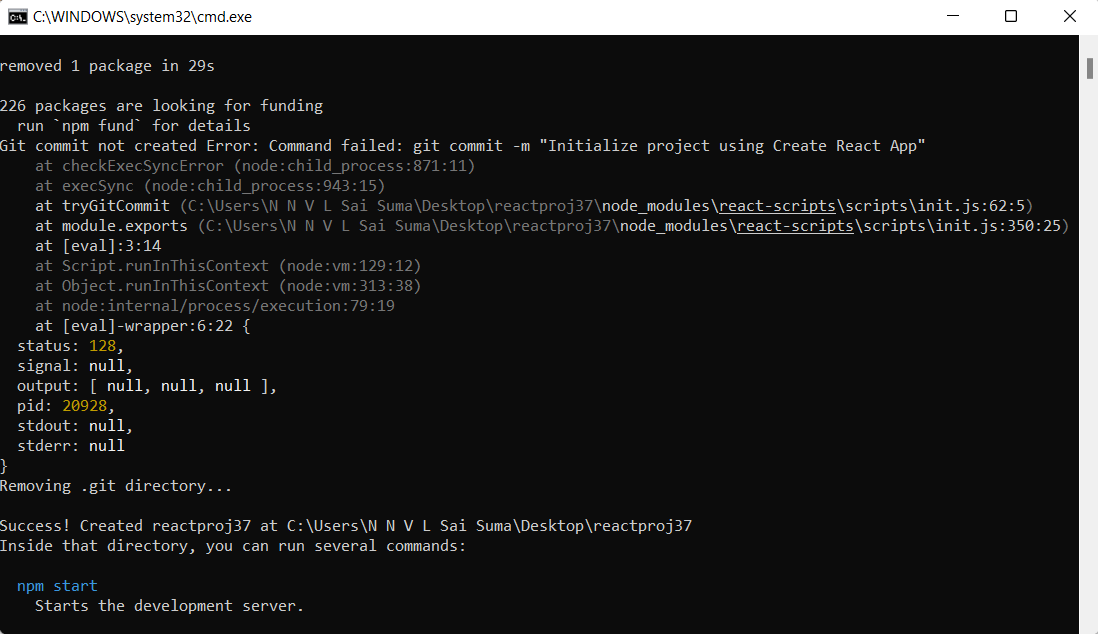 C:\WINDOWS\system32\cmd.exe
removed 1 package in 29s
226 packages are looking for funding
  run `npm fund` for details
Git commit not created Error: Command failed: git commit -m "Initialize project using Create React App"
    at checkExecSyncError (node:child_process:871:11)
    at execSync (node:child_process:943:15)
    at tryGitCommit (C:\Users\N N V L Sai Suma\Desktop\reactproj37\node_modules\react-scripts\scripts\init.js:62:5)
    at module.exports (C:\Users\N N V L Sai Suma\Desktop\reactproj37\node_modules\react-scripts\scripts\init.js:350:25)
    at [eval]:3:14
    at Script.runInThisContext (node:vm:129:12)
    at Object.runInThisContext (node:vm:313:38)
    at node:internal/process/execution:79:19
    at [eval]-wrapper:6:22 {
  status: 128,
  signal: null,
  output: [ null, null, null ],
  pid: 20928,
  stdout: null,
  stderr: null
}
Removing .git directory...
Success! Created reactproj37 at C:\Users\N N V L Sai Suma\Desktop\reactproj37
Inside that directory, you can run several commands:
  npm start
    Starts the development server.